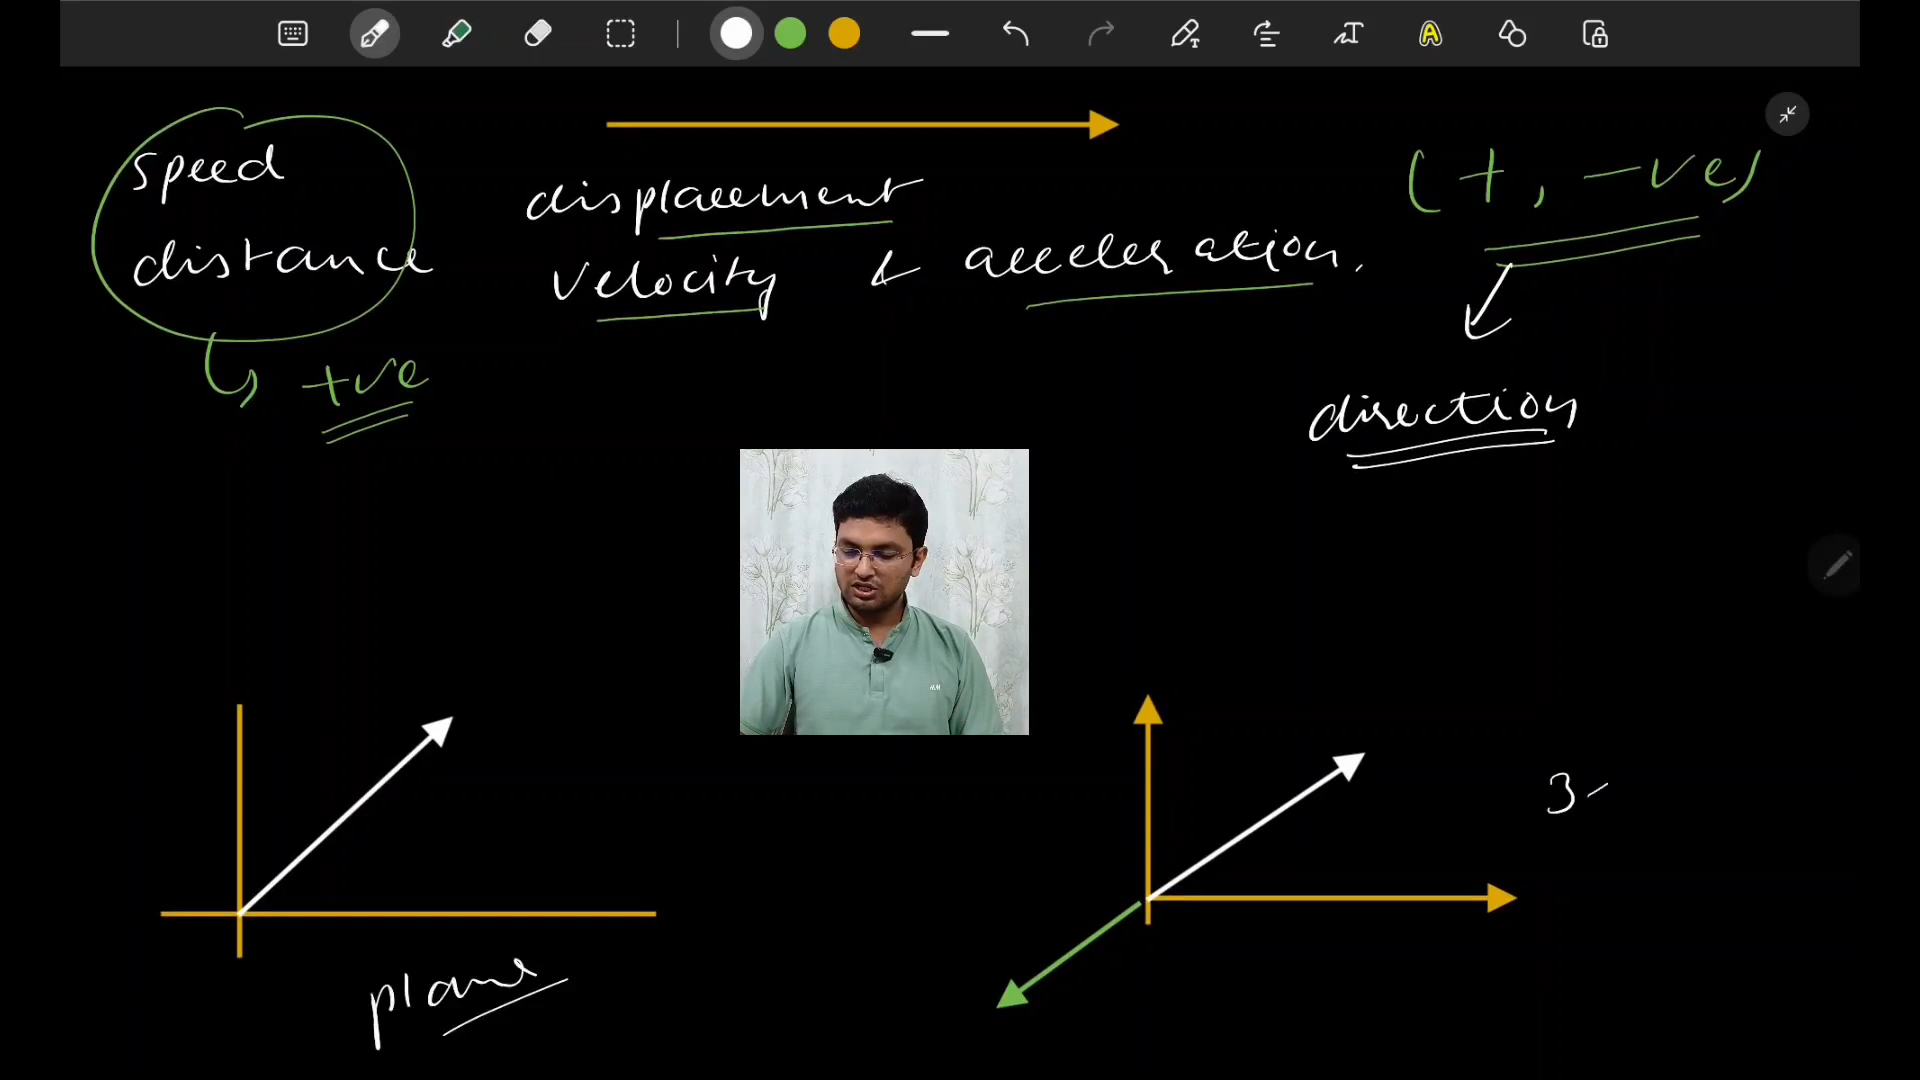 speed
distance
+ve
displacement
velocity & acceleration.
(+, -ve)
direction
plane
3-